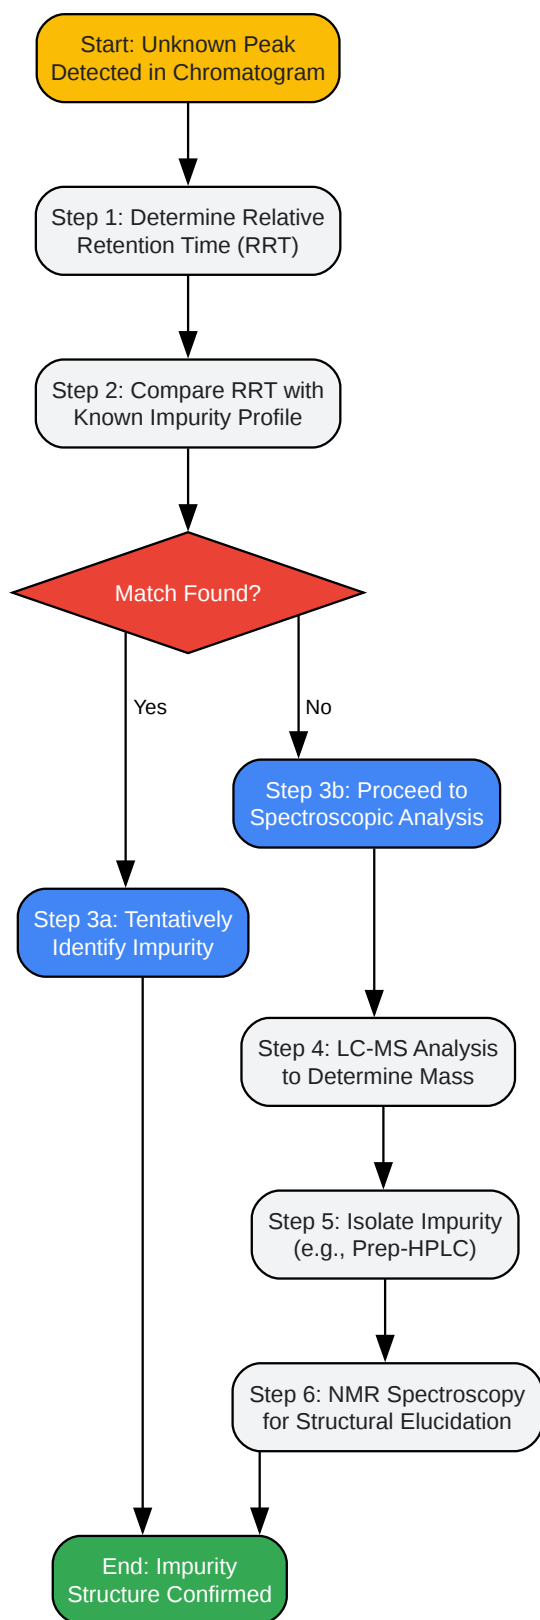 Start: Unknown Peak
Detected in Chromatogram
Step 1: Determine Relative
Retention Time (RRT)
Step 2: Compare RRT with
Known Impurity Profile
Match Found?
Yes
No
Step 3b: Proceed to
Spectroscopic Analysis
Step 3a: Tentatively
Identify Impurity
Step 4: LC-MS Analysis
to Determine Mass
Step 5: Isolate Impurity
(e.g., Prep-HPLC)
Step 6: NMR Spectroscopy
for Structural Elucidation
End: Impurity
Structure Confirmed